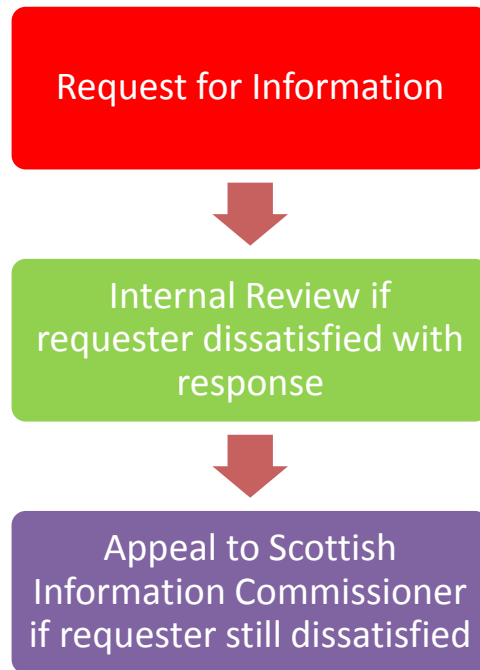 Request for Information
Internal Review if
requester dissatisfied with
response
Appeal to Scottish
Information Commissioner
if requester still dissatisfied